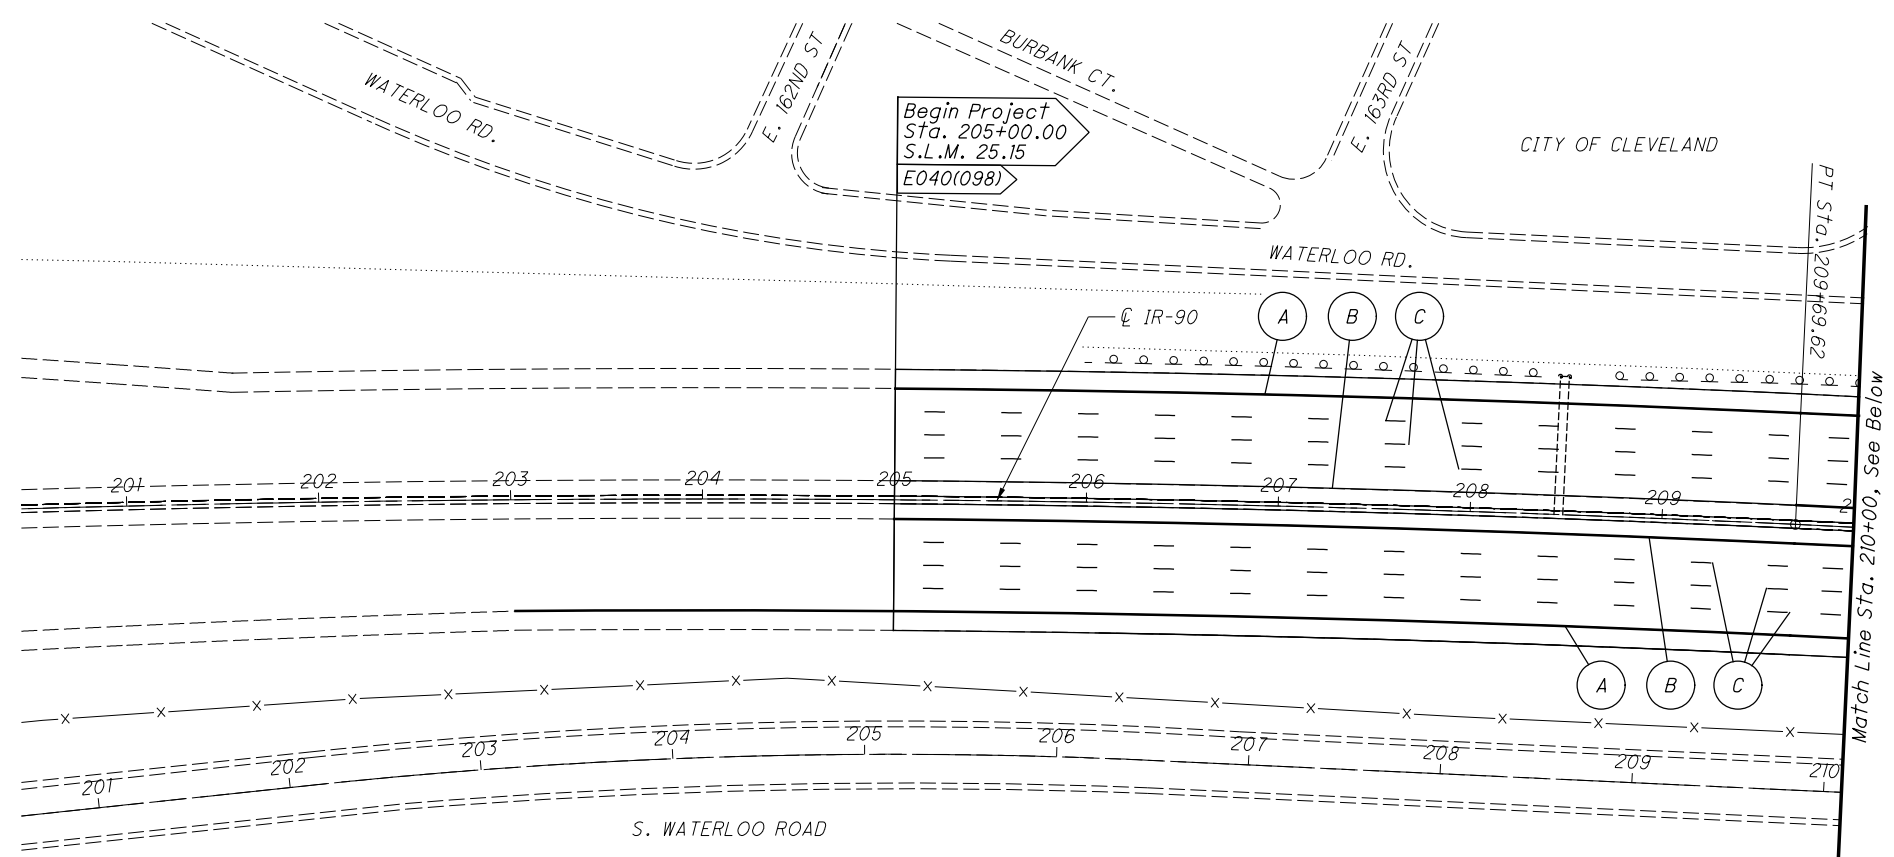 BURBANK CT.
WATERLOO RD.
E. 162ND ST
E. 163RD ST
Begin Project
Sta. 205+00.00
S.L.M. 25.15
E040(098)
CITY OF CLEVELAND
PT Sta. 209+69.62
WATERLOO RD.
℄ IR-90
A
B
C
201
202
203
204
205
206
207
208
209
2
Match Line Sta. 210+00, See Below
A
B
C
201
202
203
204
205
206
207
208
209
210
S. WATERLOO ROAD